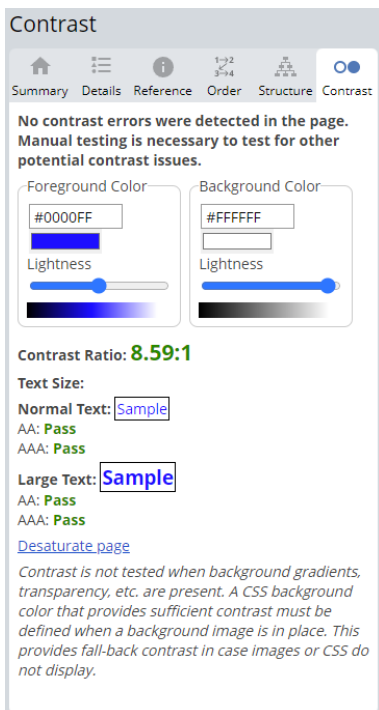 Contrast
1→2
3→4
Summary Details Reference Order Structure Contrast
No contrast errors were detected in the page.
Manual testing is necessary to test for other
potential contrast issues.
Foreground Color
#0000FF
Lightness
Background Color
#FFFFFF
Lightness
Contrast Ratio: 8.59:1
Text Size:
Normal Text: Sample
AA: Pass
AAA: Pass
Large Text: Sample
AA: Pass
AAA: Pass
Desaturate page
Contrast is not tested when background gradients,
transparency, etc. are present. A CSS background
color that provides sufficient contrast must be
defined when a background image is in place. This
provides fall-back contrast in case images or CSS do
not display.